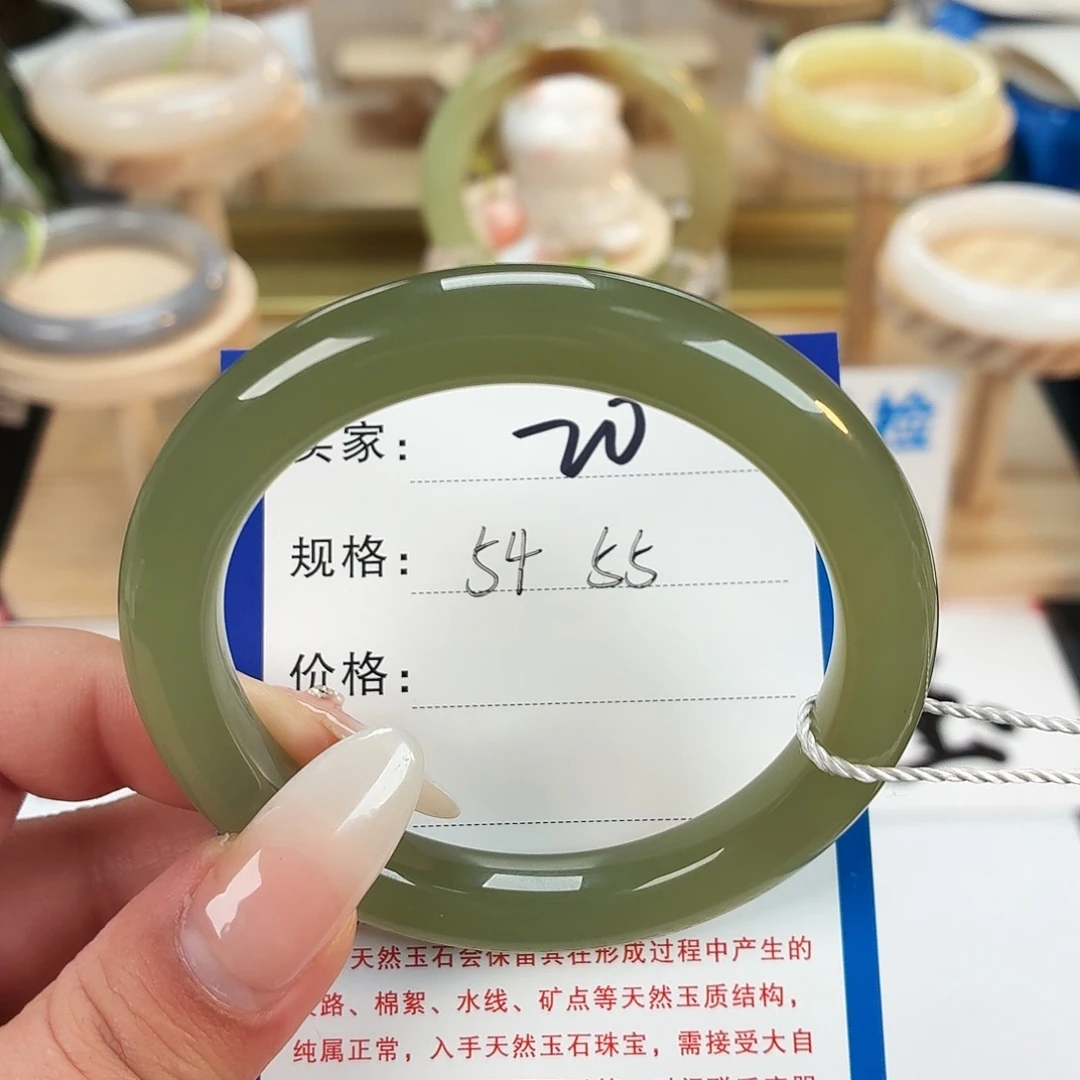 家：
规格： 54 55
价格：
检
天然玉石会保留其在形成过程中产生的
路、棉絮、水线、矿点等天然玉质结构，
纯属正常，入手天然玉石珠宝，需接受大自